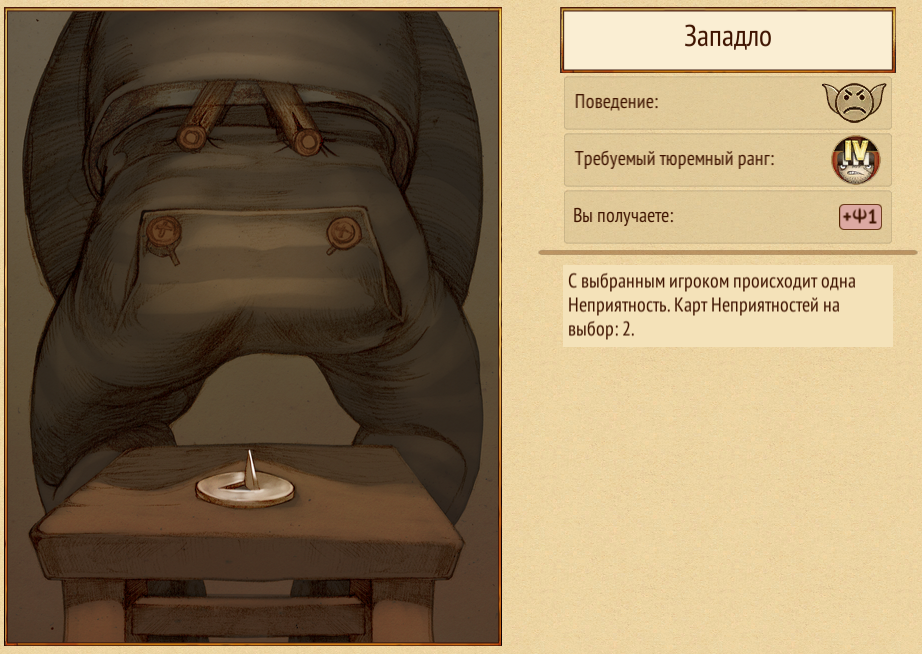 Западло
Поведение:
Требуемый тюремный ранг:
IV
Вы получаете:
+Ψ1
С выбранным игроком происходит одна
Неприятность. Карт Неприятностей на
выбор: 2.